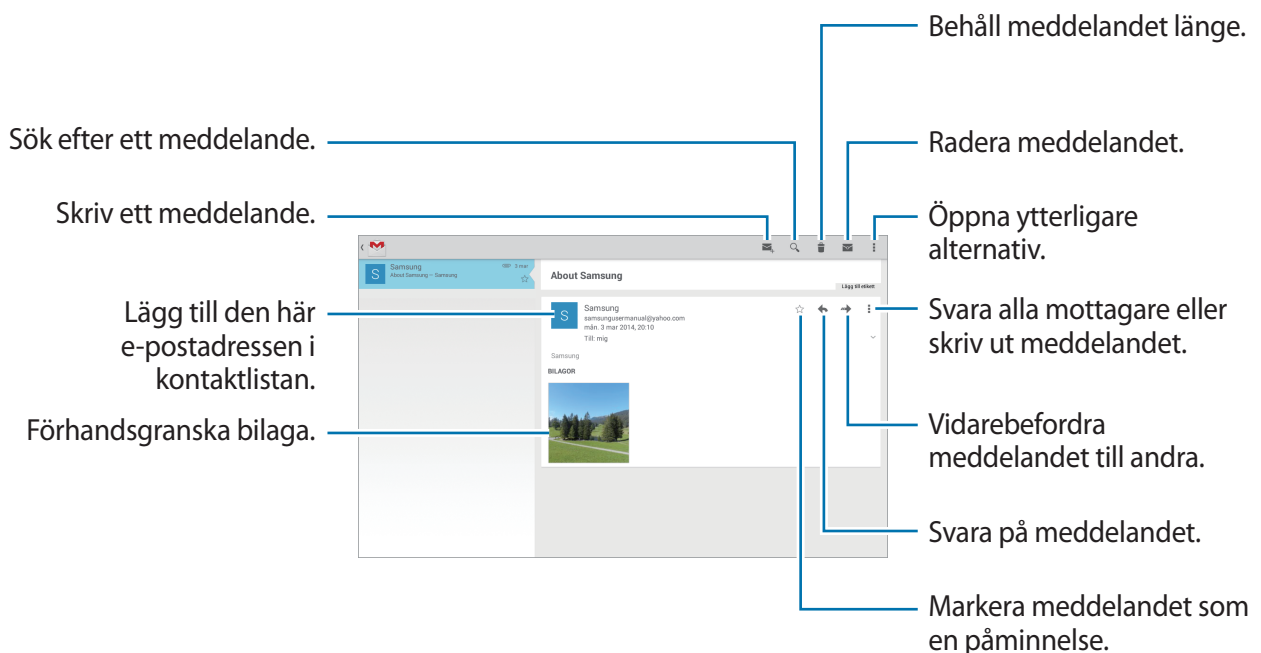 Behåll meddelandet länge.
Sök efter ett meddelande.
Radera meddelandet.
Skriv ett meddelande.
Öppna ytterligare
alternativ.
Samsung
3 mar
About Samsung – Samsung
S
About Samsung
Lägg till etikett
Lägg till den här
e-postadressen i
kontaktlistan.
S
Samsung
samsungusermanual@yahoo.com
mån. 3 mar 2014, 20:10
Till: mig
Samsung
BILAGOR
Svara alla mottagare eller
skriv ut meddelandet.
Förhandsgranska bilaga.
Vidarebefordra
meddelandet till andra.
Svara på meddelandet.
Markera meddelandet som
en påminnelse.